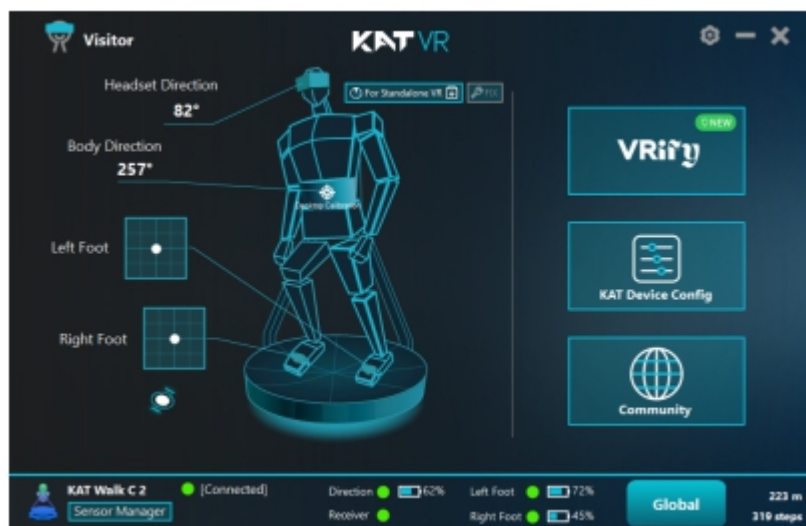 Visitor
KAT VR
Headset Direction
82°
For Standalone VR
FIX
Body Direction
257°
NEW
VRify
Left Foot
KAT Device Config
Right Foot
Community
KAT Walk C 2
[Connected]
Direction 62%
Left Foot 72%
Global
223 m
Sensor Manager
Receiver
Right Foot 45%
319 steps